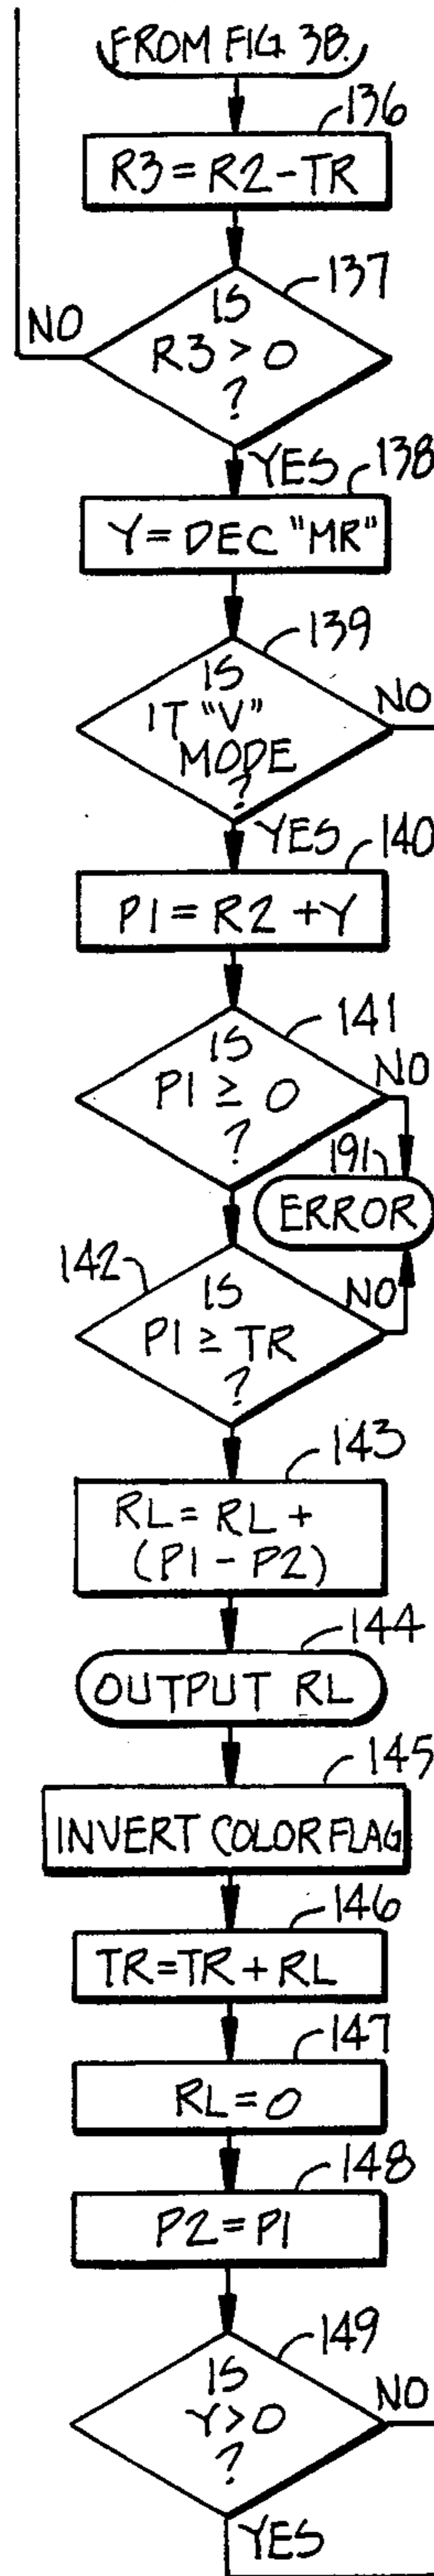 FROM FIG. 3B.
136
R3 = R2 - TR
137
IS
R3 > 0
?
NO
YES
138
Y = DEC "MR"
139
IS
IT "V"
MODE
?
NO
YES
140
P1 = R2 + Y
141
IS
P1 ≥ 0
?
NO
191
ERROR
142
IS
P1 ≥ TR
?
NO
143
RL = RL +
(P1 - P2)
144
OUTPUT RL
145
INVERT COLOR FLAG
146
TR = TR + RL
147
RL = 0
148
P2 = P1
149
IS
Y > 0
?
NO
YES